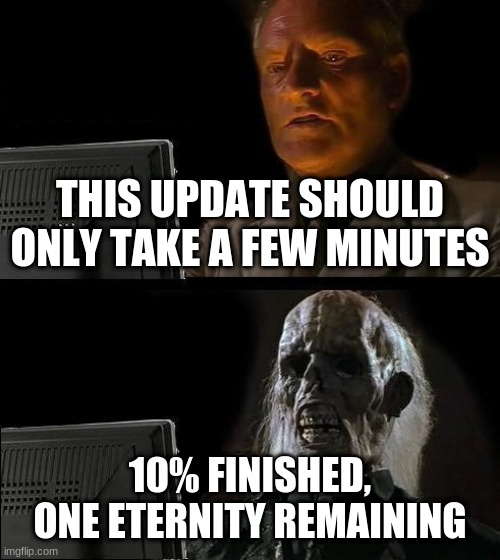 THIS UPDATE SHOULD
ONLY TAKE A FEW MINUTES
10% FINISHED,
ONE ETERNITY REMAINING
imgflip.com